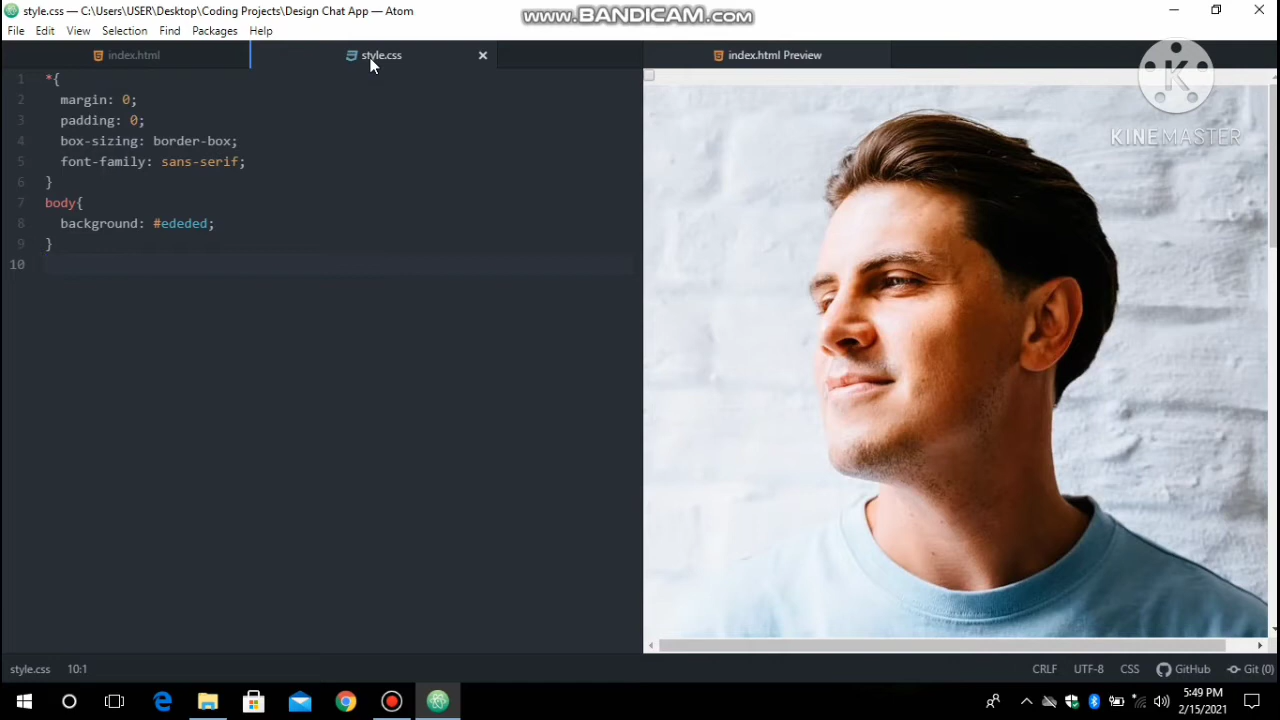 style.css — C:\Users\USER\Desktop\Coding Projects\Design Chat App — Atom
www.BANDICAM.com
File Edit View Selection Find Packages Help
index.html
style.css
index.html Preview
K
KINEMASTER
1 *{
2 margin: 0;
3 padding: 0;
4 box-sizing: border-box;
5 font-family: sans-serif;
6 }
7 body{
8 background: #ededed;
9 }
10
style.css 10:1
CRLF UTF-8 CSS GitHub Git (0)
5:49 PM
2/15/2021